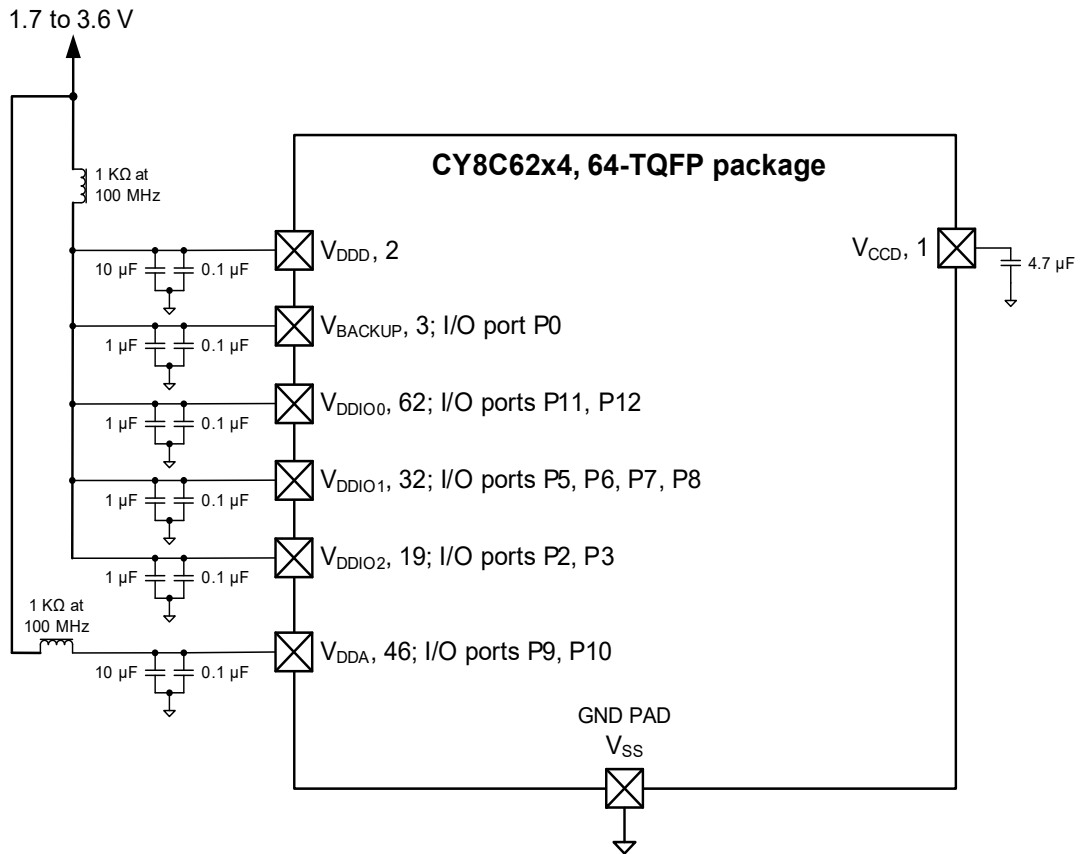 1.7 to 3.6 V
CY8C62x4, 64-TQFP package
1 KΩ at
100 MHz
10 µF
0.1 µF
VDDD, 2
VCCD, 1
4.7 µF
1 µF
0.1 µF
VBACKUP, 3; I/O port P0
1 µF
0.1 µF
VDDIO0, 62; I/O ports P11, P12
1 µF
0.1 µF
VDDIO1, 32; I/O ports P5, P6, P7, P8
1 µF
0.1 µF
VDDIO2, 19; I/O ports P2, P3
1 KΩ at
100 MHz
10 µF
0.1 µF
VDDA, 46; I/O ports P9, P10
GND PAD
VSS